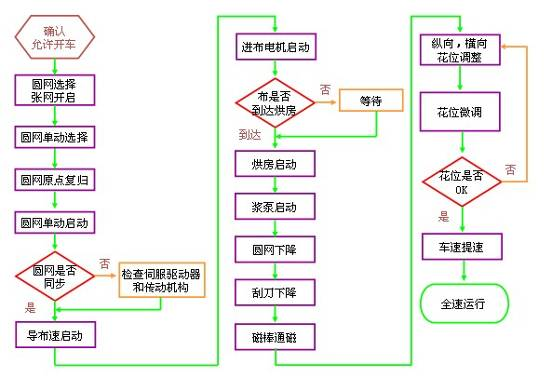 确认
允许开车
圆网选择
张网开启
圆网单动选择
圆网原点复归
圆网单动启动
圆网是否
同步
否
检查伺服驱动器
和传动机构
是
导布速启动
进布电机启动
布是否
到达烘房
否
等待
到达
烘房启动
浆泵启动
圆网下降
刮刀下降
磁棒通磁
纵向，横向
花位调整
花位微调
花位是否
OK
否
是
车速提速
全速运行